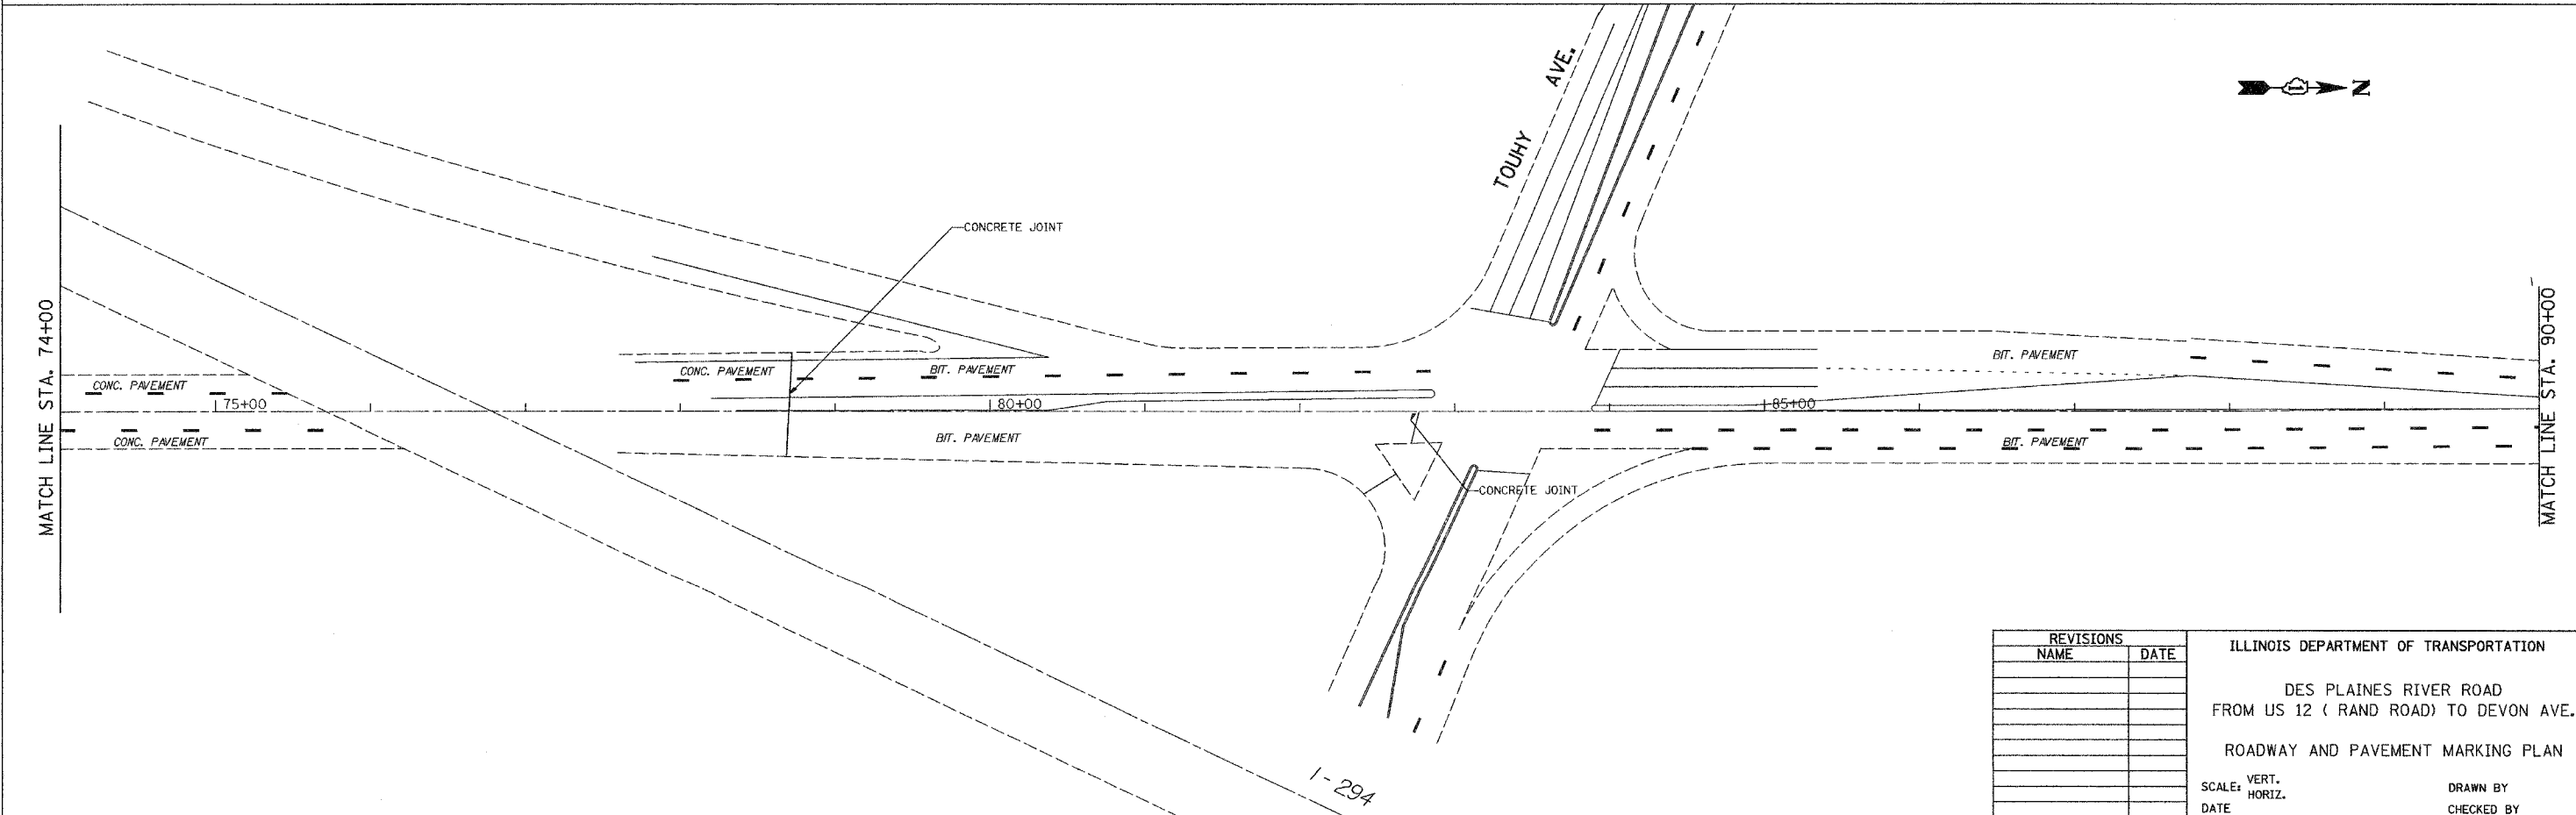 TOUHY AVE.
N
CONCRETE JOINT
MATCH LINE STA. 74+00
CONC. PAVEMENT
75+00
CONC. PAVEMENT
CONC. PAVEMENT
BIT. PAVEMENT
80+00
BIT. PAVEMENT
CONCRETE JOINT
BIT. PAVEMENT
85+00
BIT. PAVEMENT
MATCH LINE STA. 90+00
I-294
REVISIONS
NAME DATE
ILLINOIS DEPARTMENT OF TRANSPORTATION
DES PLAINES RIVER ROAD
FROM US 12 ( RAND ROAD) TO DEVON AVE.
ROADWAY AND PAVEMENT MARKING PLAN
SCALE: VERT.
HORIZ.
DATE
DRAWN BY
CHECKED BY